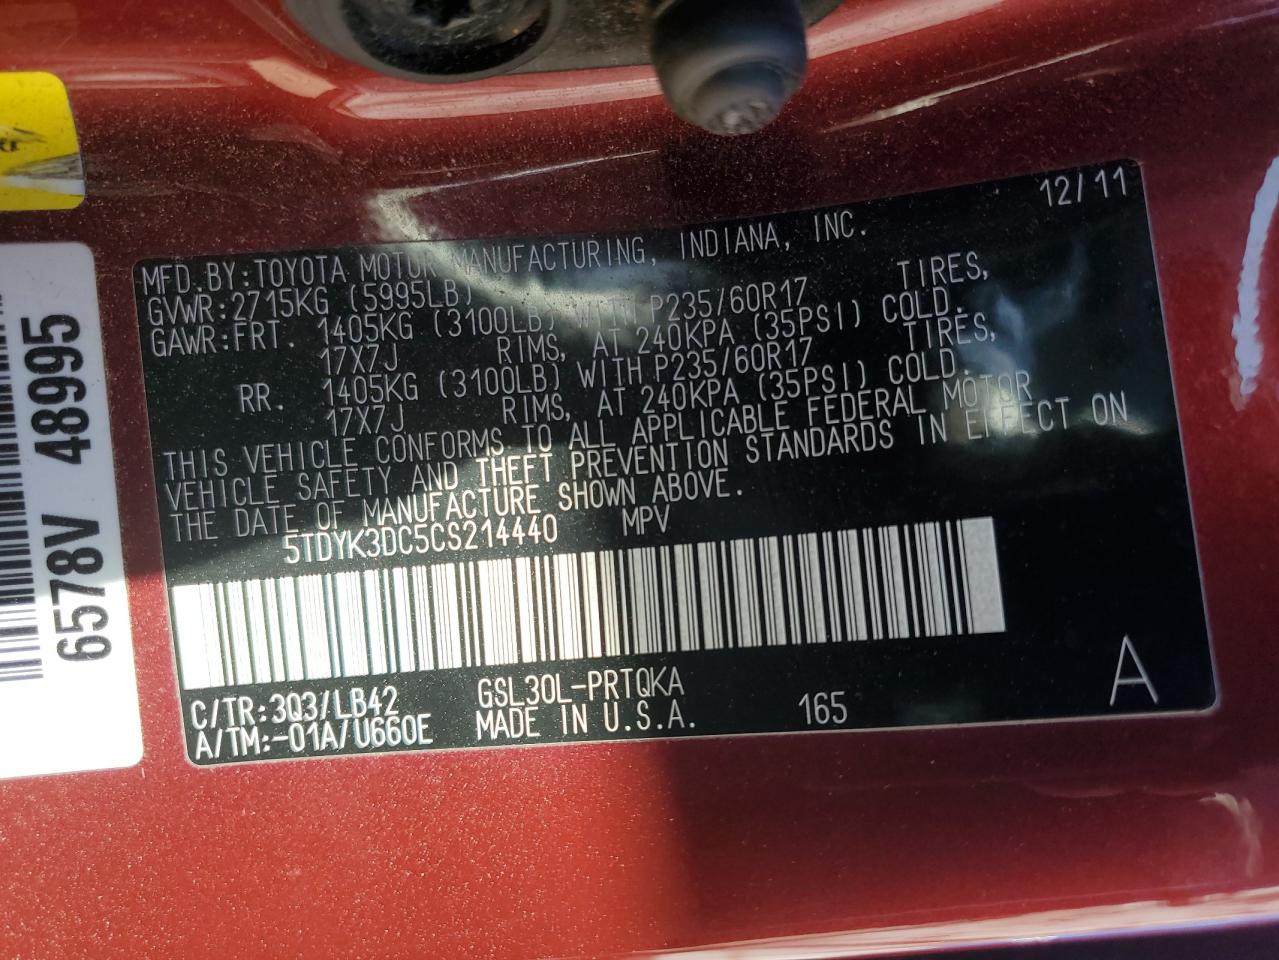 12/11
MFD.BY:TOYOTA MOTOR MANUFACTURING, INDIANA, INC.
GVWR:2715KG (5995LB)
GAWR:FRT. 1405KG (3100LB) WITH P235/60R17 TIRES,
17X7J RIMS, AT 240KPA (35PSI) COLD.
RR. 1405KG (3100LB) WITH P235/60R17 TIRES,
17X7J RIMS, AT 240KPA (35PSI) COLD.
THIS VEHICLE CONFORMS TO ALL APPLICABLE FEDERAL MOTOR
VEHICLE SAFETY AND THEFT PREVENTION STANDARDS IN EFFECT ON
THE DATE OF MANUFACTURE SHOWN ABOVE.
5TDYK3DC5CS214440 MPV
C/TR:3Q3/LB42 GSL30L-PRTQKA
A/TM:-01A/U660E MADE IN U.S.A. 165 A
6578V 48995